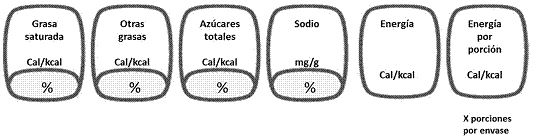 Grasa
saturada
Cal/kcal
%
Otras
grasas
Cal/kcal
%
Azúcares
totales
Cal/kcal
%
Sodio
mg/g
%
Energía
Cal/kcal
Energía
por
porción
Cal/kcal
X porciones
por envase